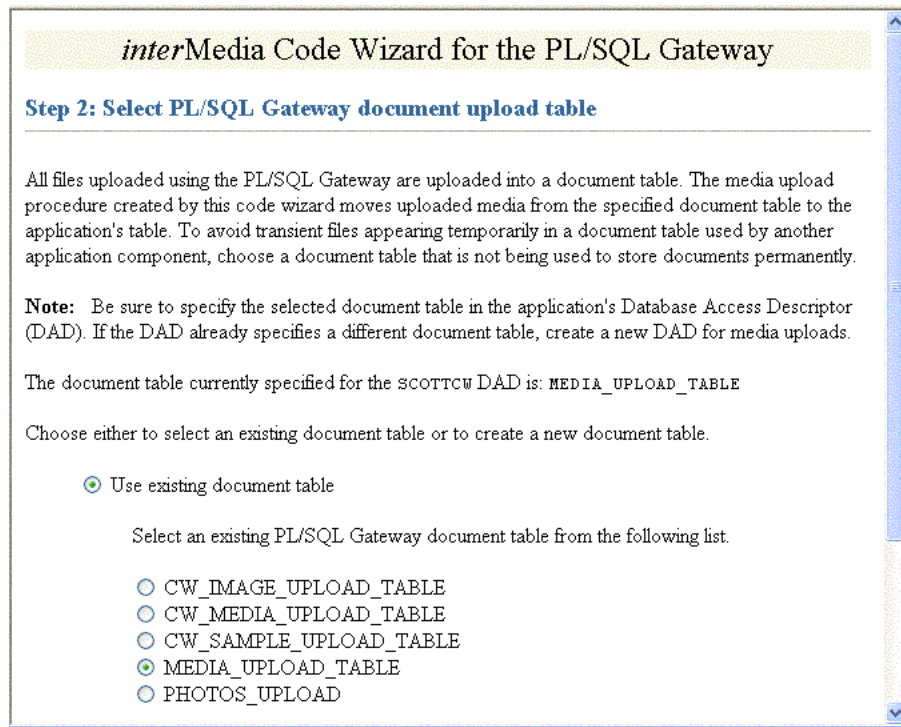 interMedia Code Wizard for the PL/SQL Gateway
Step 2: Select PL/SQL Gateway document upload table
All files uploaded using the PL/SQL Gateway are uploaded into a document table. The media upload
procedure created by this code wizard moves uploaded media from the specified document table to the
application's table. To avoid transient files appearing temporarily in a document table used by another
application component, choose a document table that is not being used to store documents permanently.
Note: Be sure to specify the selected document table in the application's Database Access Descriptor
(DAD). If the DAD already specifies a different document table, create a new DAD for media uploads.
The document table currently specified for the SCOTTCW DAD is: MEDIA_UPLOAD_TABLE
Choose either to select an existing document table or to create a new document table.
Use existing document table
Select an existing PL/SQL Gateway document table from the following list.
CW_IMAGE_UPLOAD_TABLE
CW_MEDIA_UPLOAD_TABLE
CW_SAMPLE_UPLOAD_TABLE
MEDIA_UPLOAD_TABLE
PHOTOS_UPLOAD